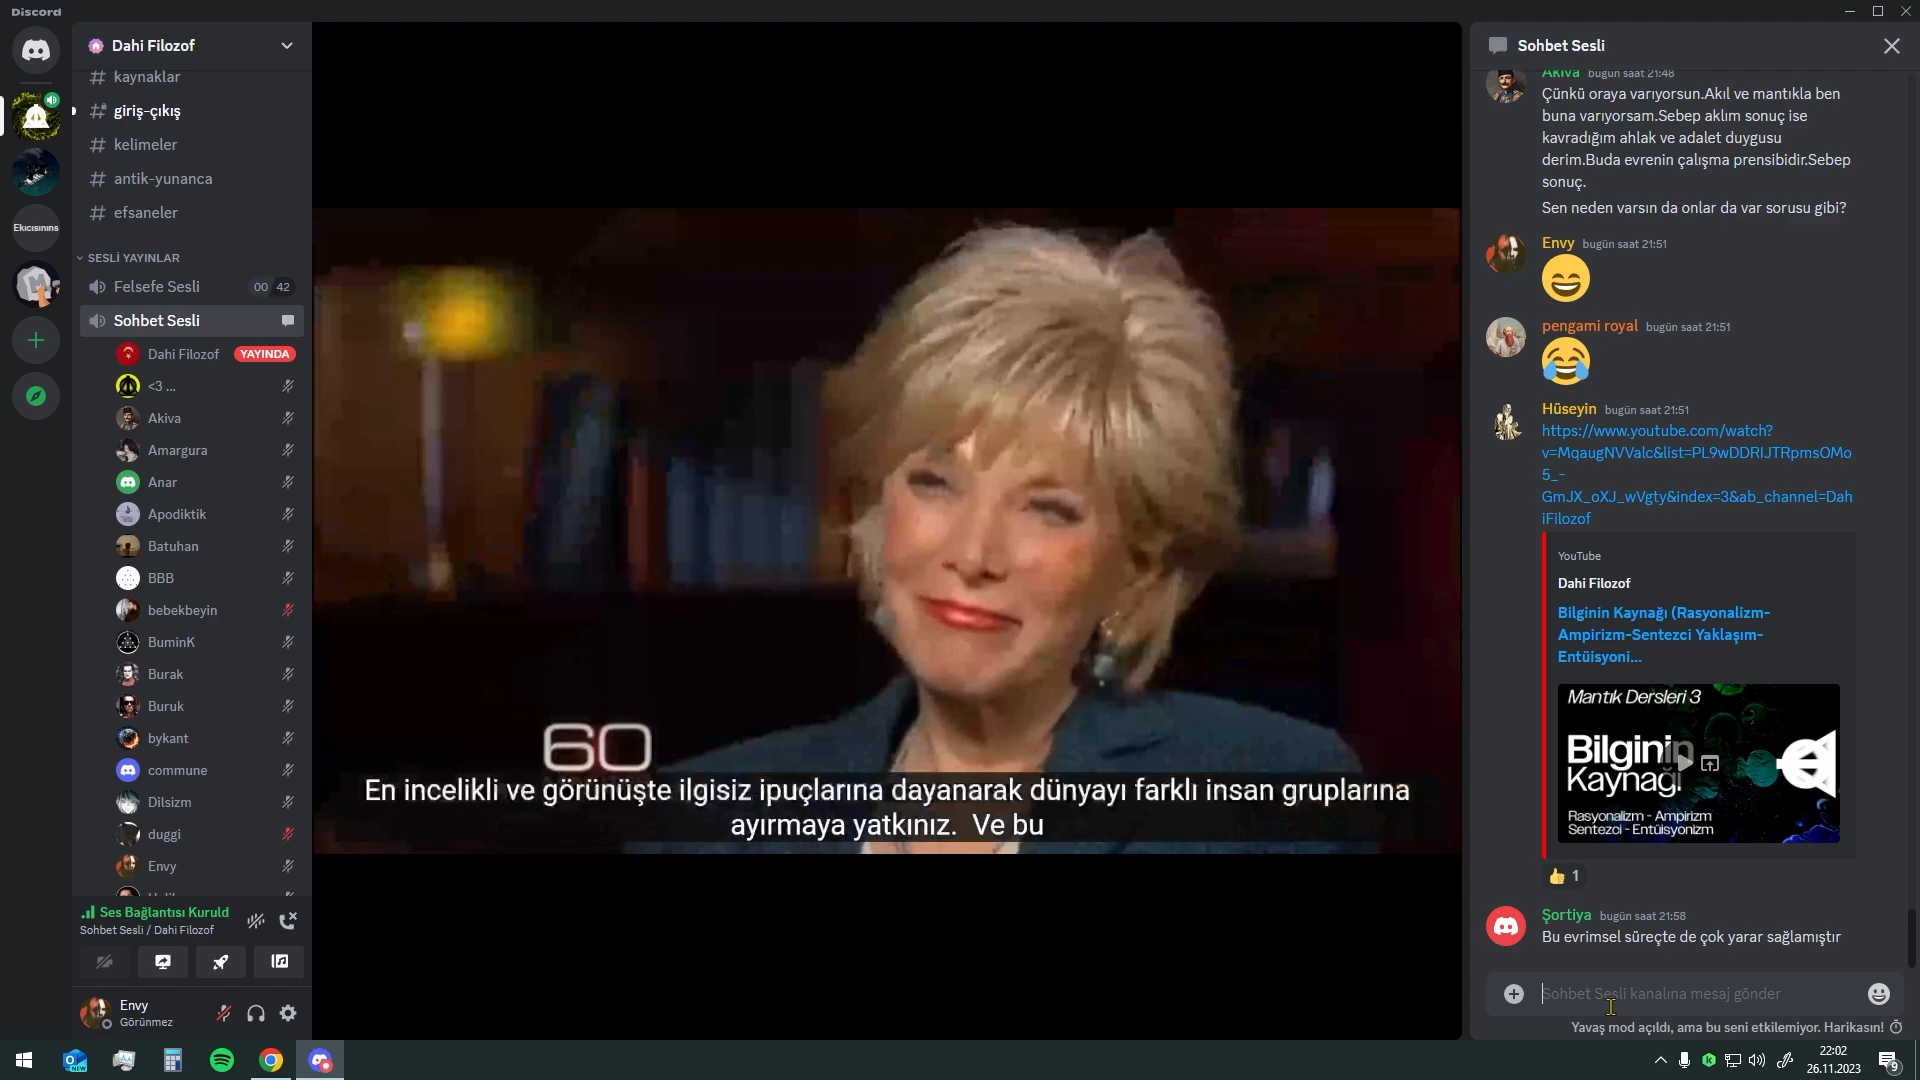 Discord
Dahi Filozof
kaynaklar
giriş-çıkış
kelimeler
antik-yunanca
efsaneler
Ekicisinins
SESLİ YAYINLAR
Felsefe Sesli
00 42
Sohbet Sesli
Dahi Filozof
YAYINDA
<3 ...
Akiva
Amargura
Anar
Apodiktik
Batuhan
BBB
bebekbeyin
BuminK
Burak
Buruk
bykant
commune
Dilsizm
duggi
Envy
Ses Bağlantısı Kuruld
Sohbet Sesli / Dahi Filozof
Envy
Görünmez
60
En incelikli ve görünüşte ilgisiz ipuçlarına dayanarak dünyayı farklı insan gruplarına
ayırmaya yatkınız.  Ve bu
Sohbet Sesli
Akiva bugün saat 21:48
Çünkü oraya varıyorsun.Akıl ve mantıkla ben
buna varıyorsam.Sebep aklım sonuç ise
kavradığım ahlak ve adalet duygusu
derim.Buda evrenin çalışma prensibidir.Sebep
sonuç.
Sen neden varsın da onlar da var sorusu gibi?
Envy bugün saat 21:51
pengami royal bugün saat 21:51
Hüseyin bugün saat 21:51
https://www.youtube.com/watch?
v=MqaugNVValc&list=PL9wDDRIJTRpmsOMo
5_-
GmJX_oXJ_wVgty&index=3&ab_channel=Dah
iFilozof
YouTube
Dahi Filozof
Bilginin Kaynağı (Rasyonalizm-
Ampirizm-Sentezci Yaklaşım-
Entüisyoni...
Mantık Dersleri 3
Bilginin
Kaynağı
Rasyonalizm - Ampirizm
Sentezci - Entüisyonizm
1
Şortiya bugün saat 21:58
Bu evrimsel süreçte de çok yarar sağlamıştır
Sohbet Sesli kanalına mesaj gönder
Yavaş mod açıldı, ama bu seni etkilemiyor. Harikasın!
NEW
22:02
26.11.2023
9